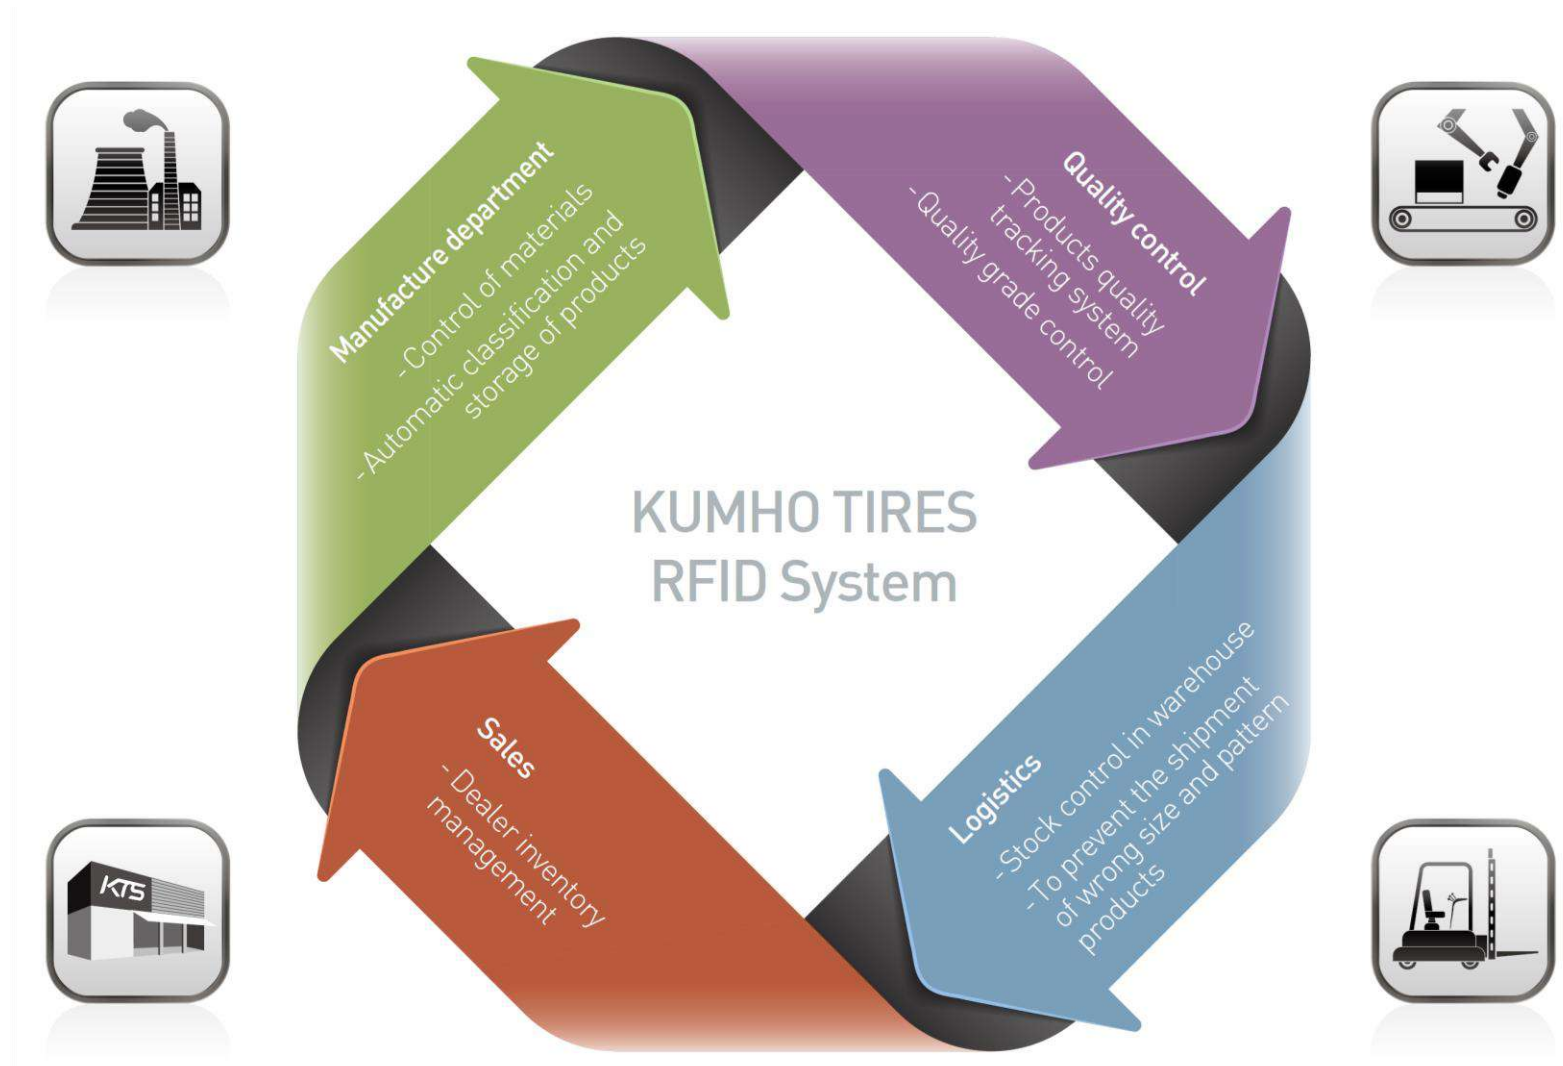 Manufacture department
- Control of materials
- Automatic classification and
storage of products
Quality control
- Products quality
tracking system
- Quality grade control
KUMHO TIRES
RFID System
Logistics
- Stock control in warehouse
- To prevent the shipment
of wrong size and pattern
products
Sales
- Dealer inventory
management
KTS